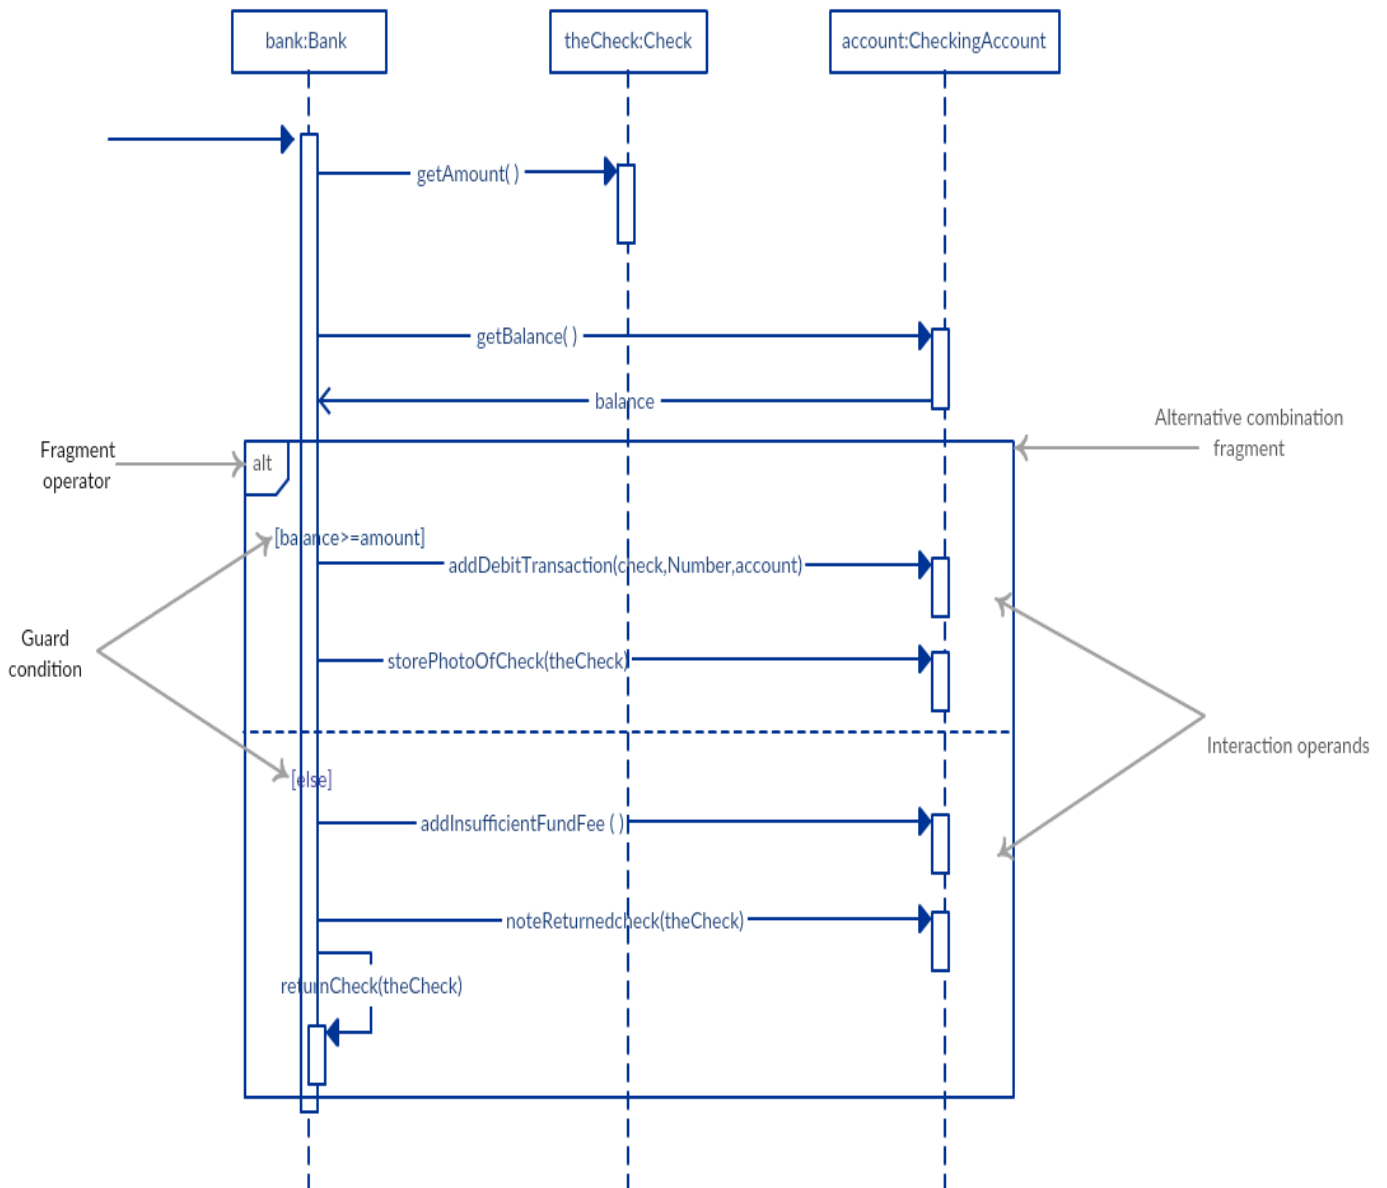 bank:Bank
theCheck:Check
account:CheckingAccount
getAmount( )
getBalance( )
balance
Alternative combination
fragment
Fragment
operator
alt
[balance>=amount]
addDebitTransaction(check,Number,account)
Guard
condition
storePhotoOfCheck(theCheck)
Interaction operands
[else]
addInsufficientFundFee ( )
noteReturnedcheck(theCheck)
returnCheck(theCheck)